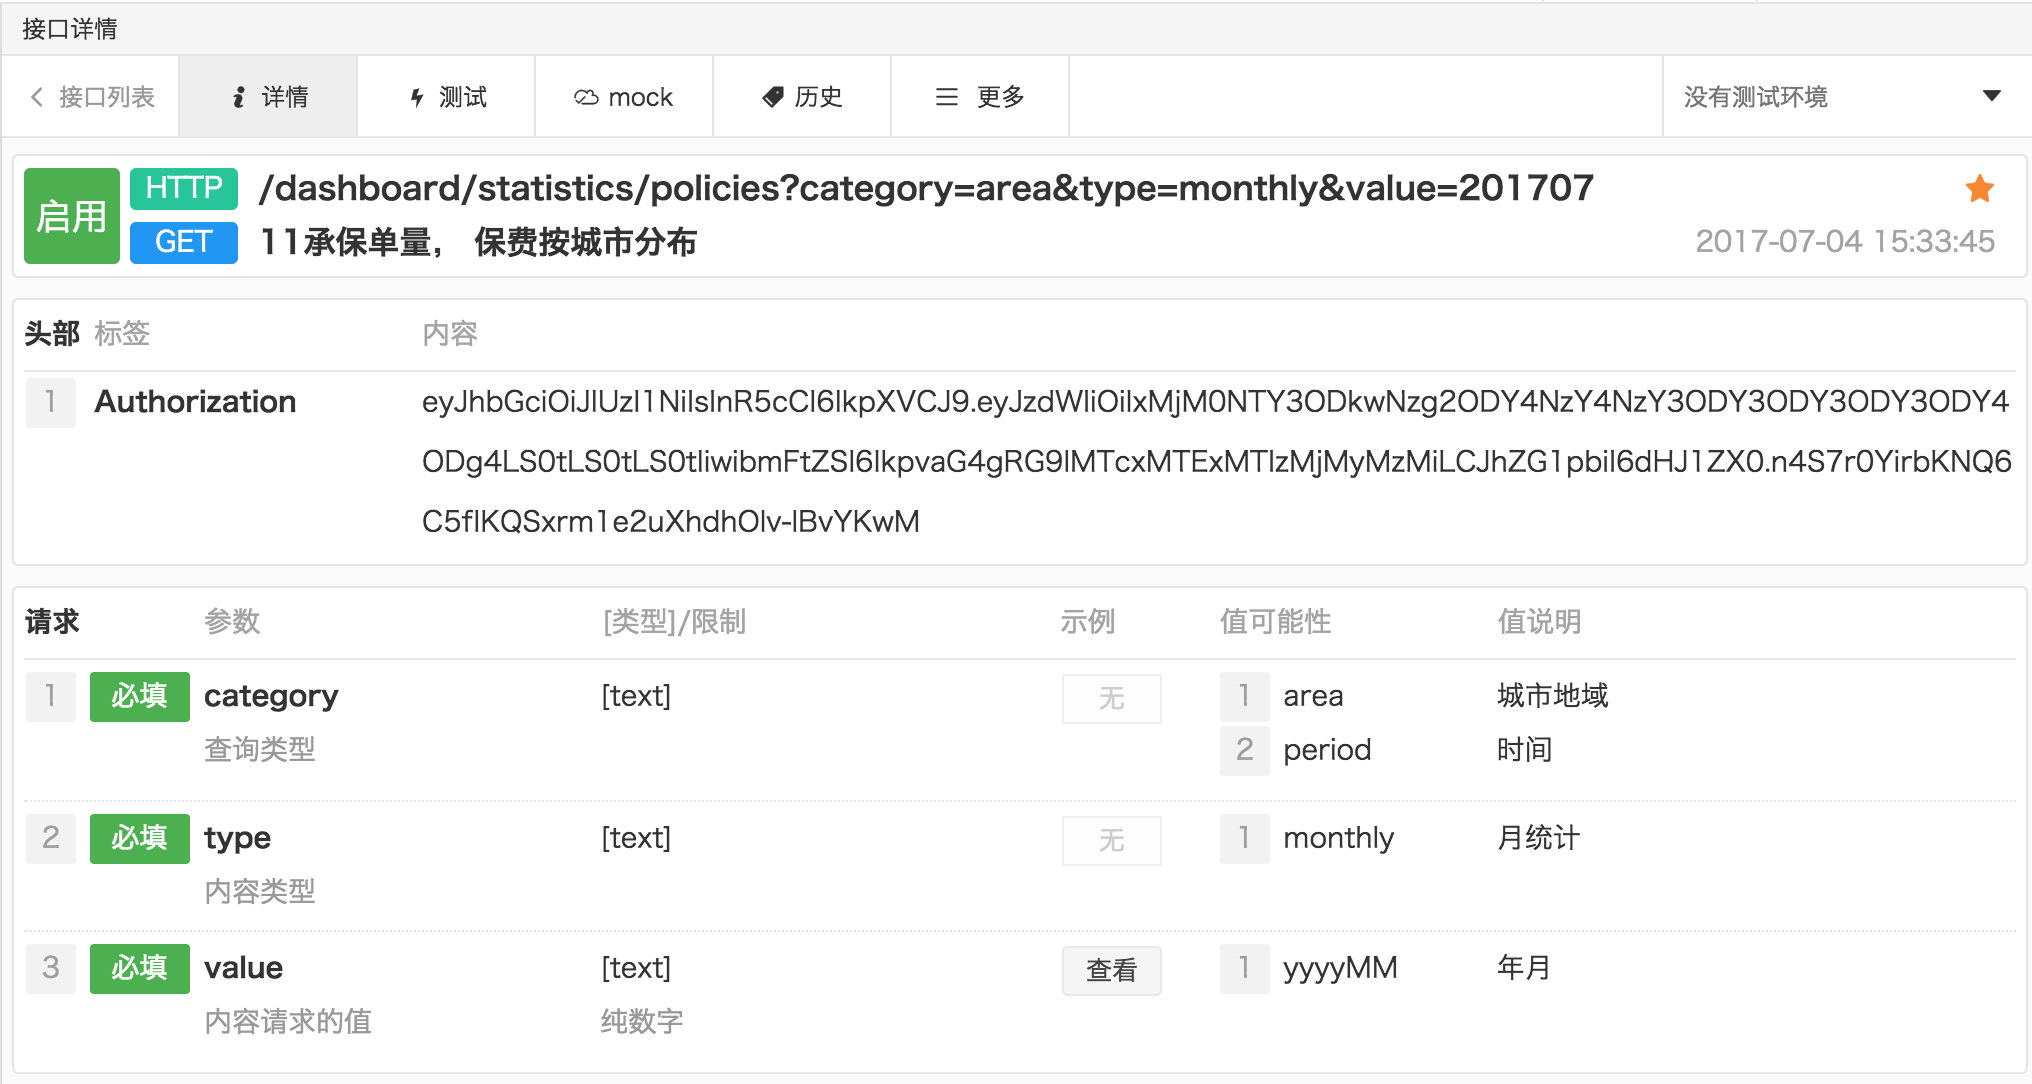 接口详情
接口列表 详情 测试 mock 历史 更多 没有测试环境
启用 HTTP /dashboard/statistics/policies?category=area&type=monthly&value=201707
GET 11承保单量， 保费按城市分布 2017-07-04 15:33:45
头部 标签 内容
1 Authorization eyJhbGciOiJIUzI1NiIsInR5cCI6IkpXVCJ9.eyJzdWIiOiIxMjM0NTY3ODkwNzg2ODY4NzY4NzY3ODY3ODY3ODY3ODY4
ODg4LS0tLS0tLS0tIiwibmFtZSI6IkpvaG4gRG9lMTcxMTExMTIzMjMyMzMiLCJhZG1pbiI6dHJ1ZX0.n4S7r0YirbKNQ6
C5flKQSxrm1e2uXhdhOlv-lBvYKwM
请求 参数 [类型]/限制 示例 值可能性 值说明
1 必填 category [text] 无 1 area 城市地域
查询类型 2 period 时间
2 必填 type [text] 无 1 monthly 月统计
内容类型
3 必填 value [text] 查看 1 yyyyMM 年月
内容请求的值 纯数字